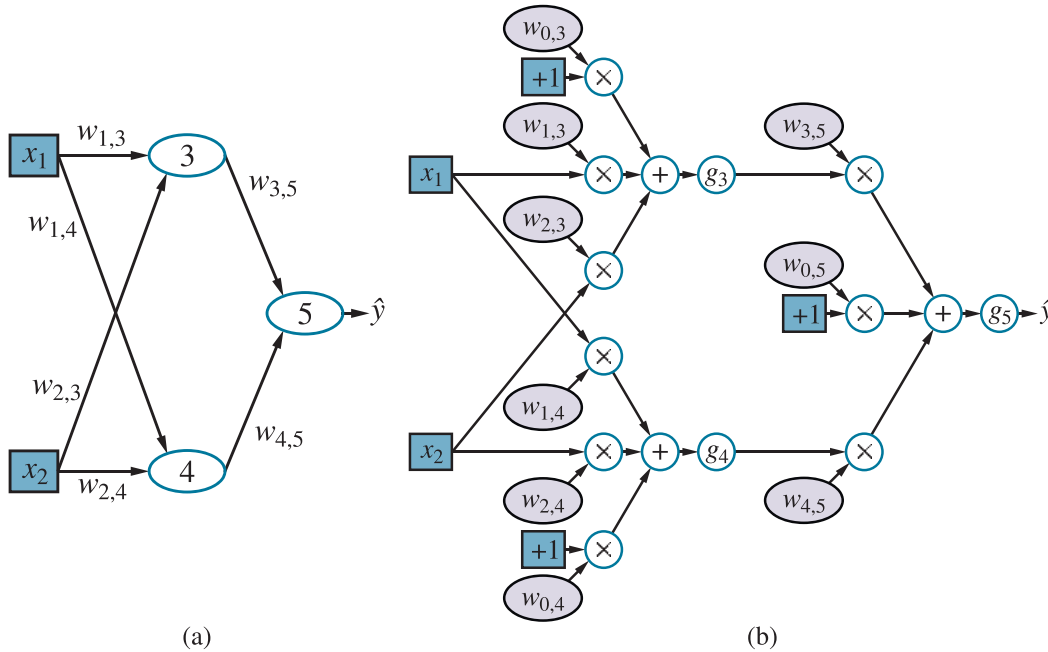 x₁
w₁,₃
3
w₃,₅
w₁,₄
5
ŷ
w₂,₃
w₄,₅
x₂
w₂,₄
4
(a)
w₀,₃
+1
×
w₁,₃
x₁
×
+
g₃
w₃,₅
×
w₂,₃
×
w₀,₅
+1
×
+
g₅
ŷ
×
w₁,₄
x₂
×
+
g₄
×
w₂,₄
w₄,₅
+1
×
w₀,₄
(b)